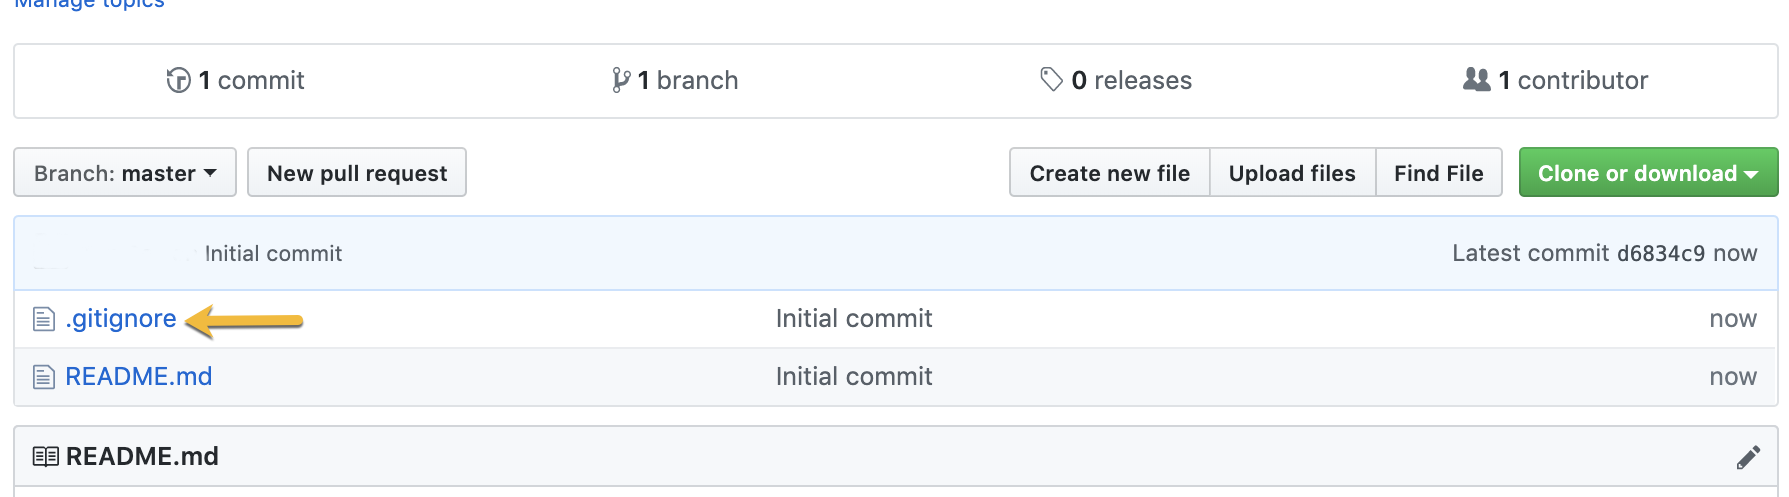 Manage topics
1 commit 1 branch 0 releases 1 contributor
Branch: master New pull request Create new file Upload files Find File Clone or download
Initial commit Latest commit d6834c9 now
.gitignore Initial commit now
README.md Initial commit now
README.md